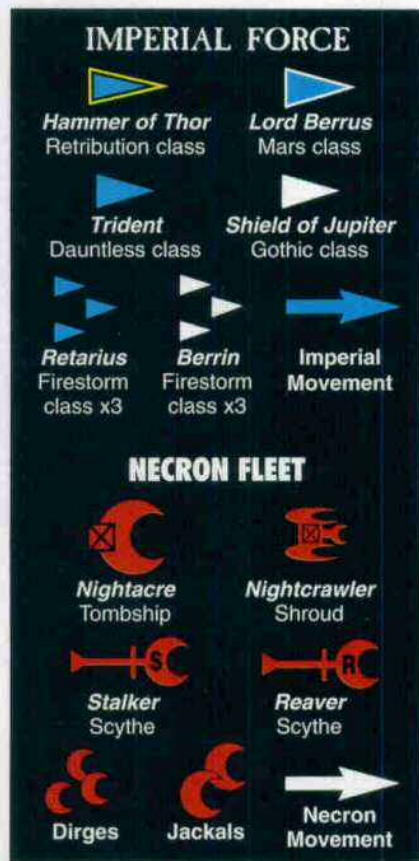 IMPERIAL FORCE
Hammer of Thor
Retribution class
Lord Berrus
Mars class
Trident
Dauntless class
Shield of Jupiter
Gothic class
Retarius
Firestorm
class x3
Berrin
Firestorm
class x3
Imperial
Movement
NECRON FLEET
Nightacre
Tombship
Nightcrawler
Shroud
S
Stalker
Scythe
R
Reaver
Scythe
Dirges
Jackals
Necron
Movement